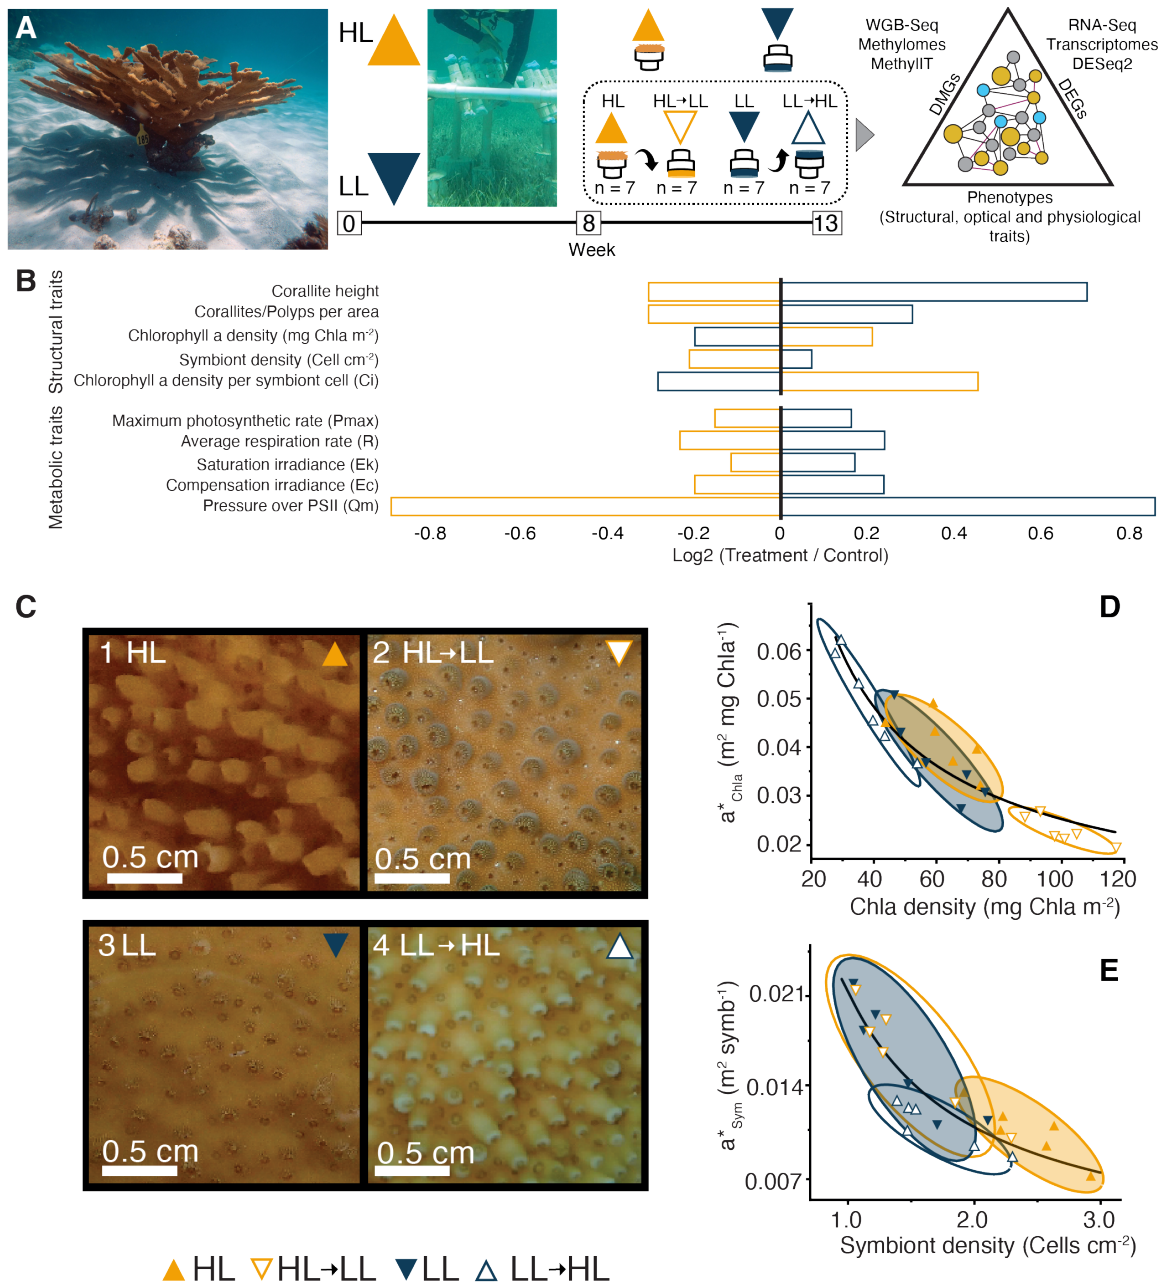 A
HL
LL
HL
HL→LL
LL
LL→HL
n = 7
n = 7
n = 7
n = 7
0
8
13
Week
WGB-Seq
Methylomes
MethylIT
RNA-Seq
Transcriptomes
DESeq2
DMGs
DEGs
Phenotypes
(Structural, optical and physiological
traits)
B
Structural traits
Corallite height
Corallites/Polyps per area
Chlorophyll a density (mg Chla m⁻²)
Symbiont density (Cell cm⁻²)
Chlorophyll a density per symbiont cell (Ci)
Metabolic traits
Maximum photosynthetic rate (Pmax)
Average respiration rate (R)
Saturation irradiance (Ek)
Compensation irradiance (Ec)
Pressure over PSII (Qm)
-0.8 -0.6 -0.4 -0.2 0 0.2 0.4 0.6 0.8
Log2 (Treatment / Control)
C
1 HL
0.5 cm
2 HL→LL
0.5 cm
3 LL
0.5 cm
4 LL→HL
0.5 cm
D
a*Chla (m² mg Chla⁻¹)
0.06
0.05
0.04
0.03
0.02
20 40 60 80 100 120
Chla density (mg Chla m⁻²)
E
a*Sym (m² symb⁻¹)
0.021
0.014
0.007
1.0 2.0 3.0
Symbiont density (Cells cm⁻²)
HL HL→LL LL LL→HL